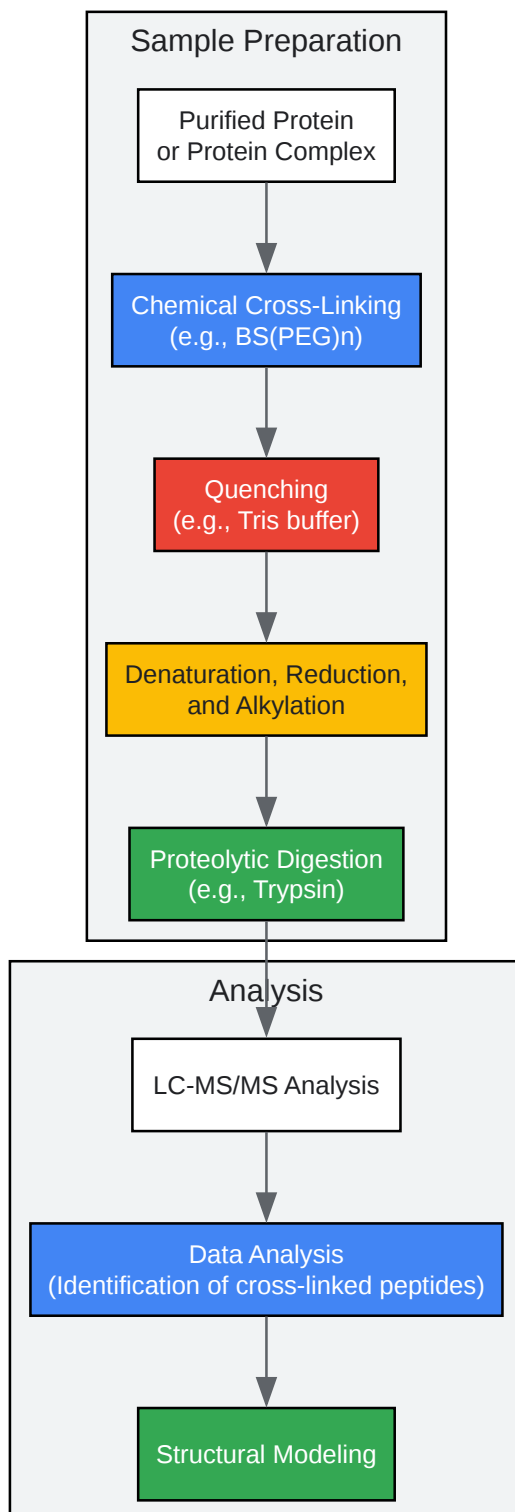 Sample Preparation
Purified Protein
or Protein Complex
Chemical Cross-Linking
(e.g., BS(PEG)n)
Quenching
(e.g., Tris buffer)
Denaturation, Reduction,
and Alkylation
Proteolytic Digestion
(e.g., Trypsin)
Analysis
LC-MS/MS Analysis
Data Analysis
(Identification of cross-linked peptides)
Structural Modeling